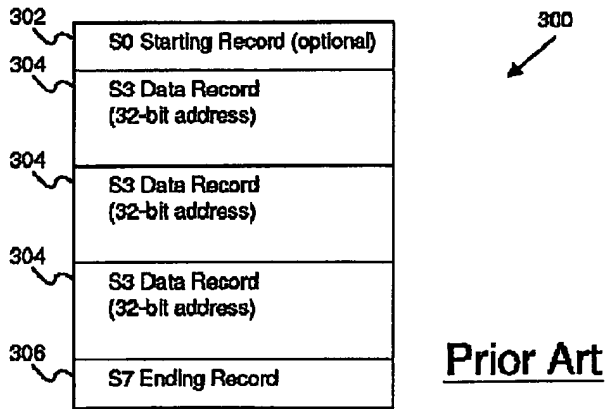 302
S0 Starting Record (optional)
300
304
S3 Data Record
(32-bit address)
304
S3 Data Record
(32-bit address)
304
S3 Data Record
(32-bit address)
306
S7 Ending Record
Prior Art